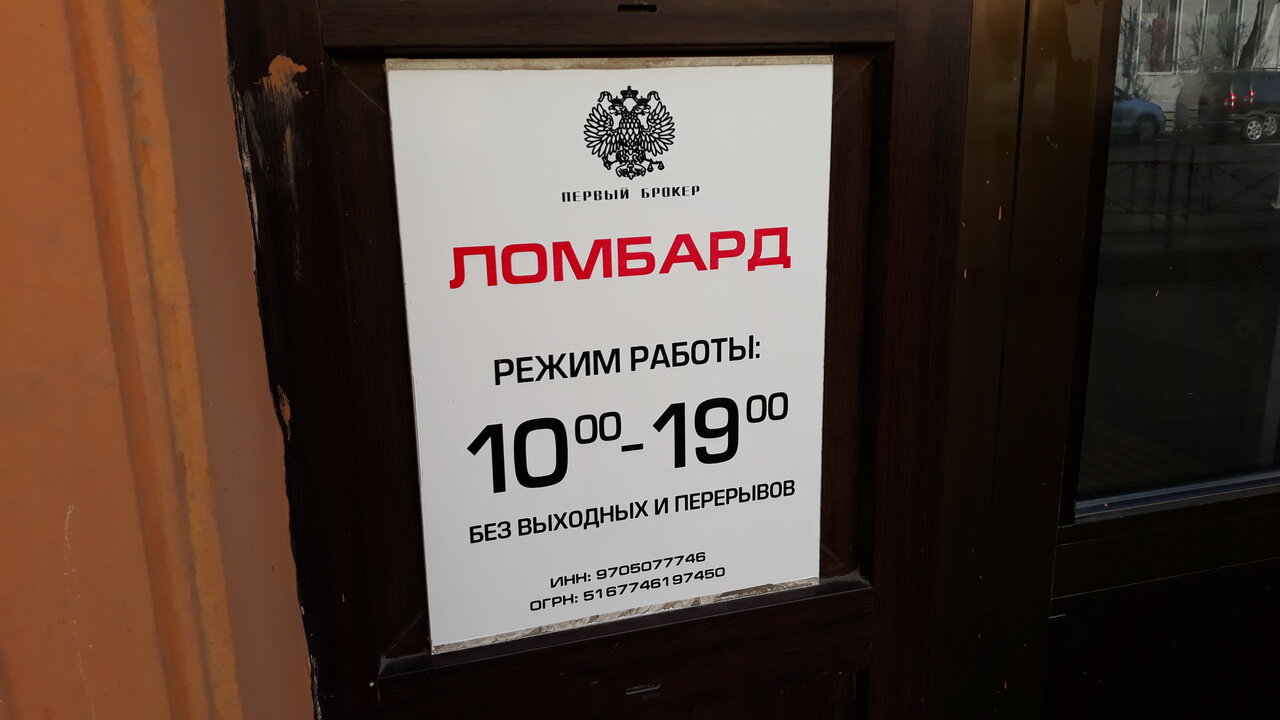 ПЕРВЫЙ БРОКЕР
ЛОМБАРД
РЕЖИМ РАБОТЫ:
10⁰⁰-19⁰⁰
БЕЗ ВЫХОДНЫХ И ПЕРЕРЫВОВ
ИНН: 9705077746
ОГРН: 5167746197450